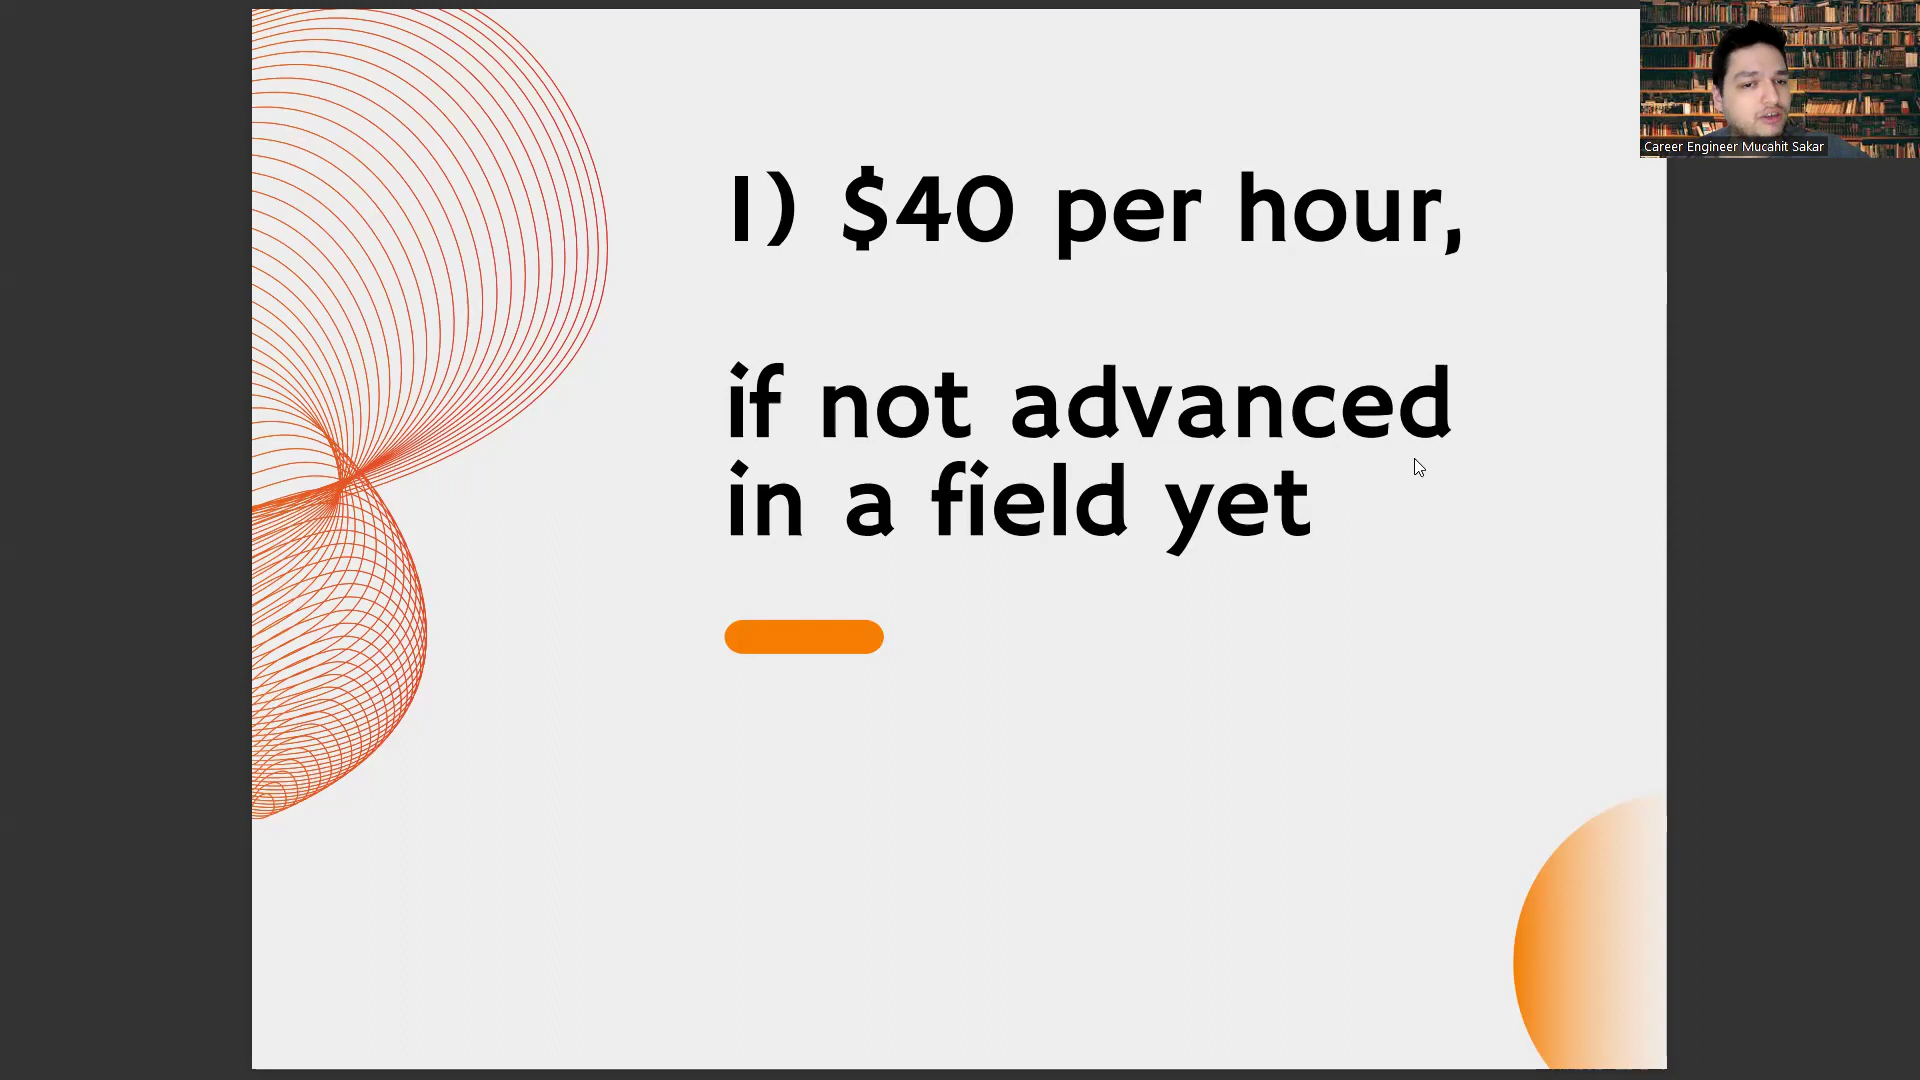 1) $40 per hour,
if not advanced
in a field yet
Career Engineer Mucahit Sakar